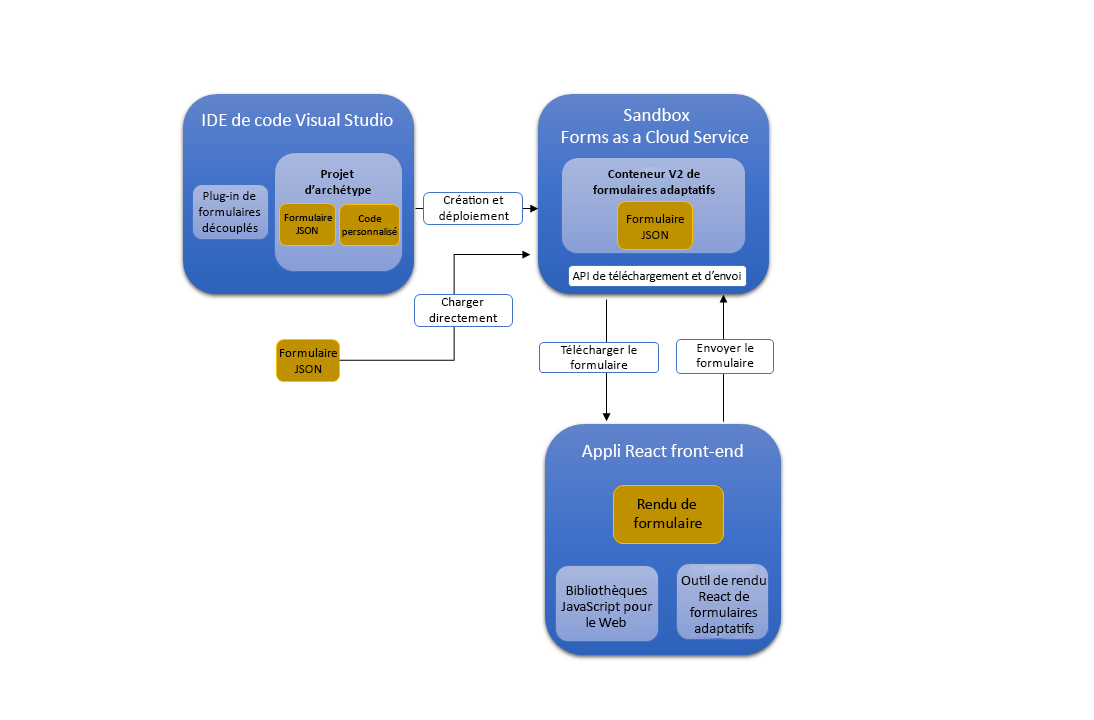 IDE de code Visual Studio
Plug-in de
formulaires
découplés
Projet
d'archétype
Formulaire
JSON
Code
personnalisé
Création et
déploiement
Sandbox
Forms as a Cloud Service
Conteneur V2 de
formulaires adaptatifs
Formulaire
JSON
API de téléchargement et d'envoi
Charger
directement
Formulaire
JSON
Télécharger le
formulaire
Envoyer le
formulaire
Appli React front-end
Rendu de
formulaire
Bibliothèques
JavaScript pour
le Web
Outil de rendu
React de
formulaires
adaptatifs